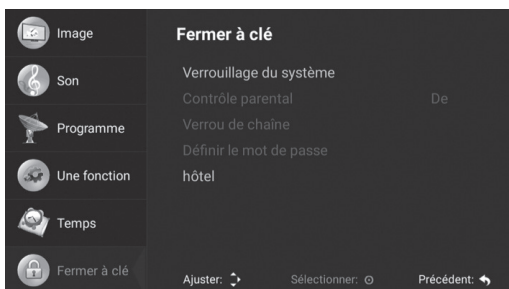 Image
Son
Programme
Une fonction
Temps
Fermer à clé
Fermer à clé
Verrouillage du système
Contrôle parental De
Verrou de chaîne
Définir le mot de passe
hôtel
Ajuster: Sélectionner: Précédent: